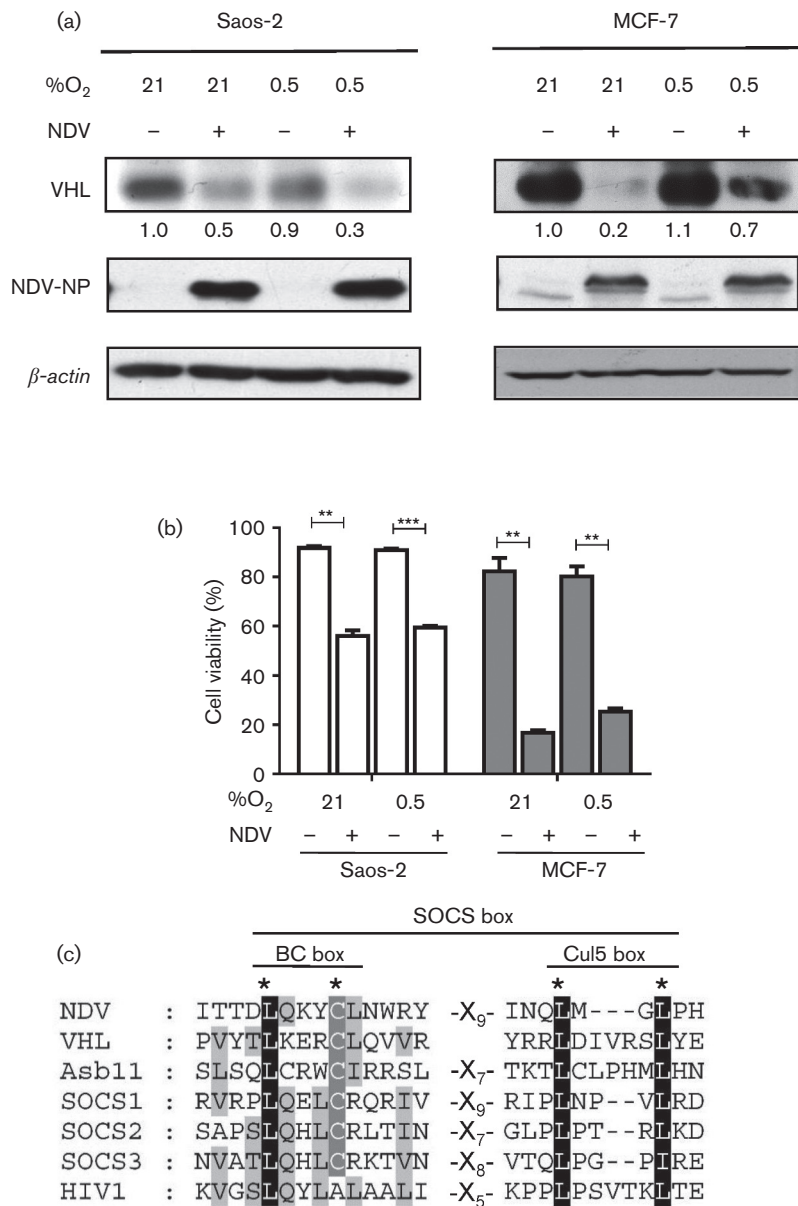 (a)
Saos-2 MCF-7
%O2 21 21 0.5 0.5 21 21 0.5 0.5
NDV – + – + – + – +
VHL
1.0 0.5 0.9 0.3 1.0 0.2 1.1 0.7
NDV-NP
β-actin
(b)
** *** ** **
100
80
60
40
20
0
Cell viability (%)
%O2 21 0.5 21 0.5
NDV – + – + – + – +
Saos-2 MCF-7
SOCS box
(c) BC box Cul5 box
* * * *
NDV : ITTDLQKYCLNWRY -X9- INQLM---GLPH
VHL : PVYTLKERCLQVVR YRRLDIVRSLYE
Asb11 : SLSQLCRWCIRRSL -X7- TKTLCLPHMLHN
SOCS1 : RVRPLQELCRQRIV -X9- RIPLNP--VLRD
SOCS2 : SAPSLQHLCRLTIN -X7- GLPLPT--RLKD
SOCS3 : NVATLQHLCRKTVN -X8- VTQLPG--PIRE
HIV1 : KVGSLQYLALAALI -X5- KPPLPSVTKLTE